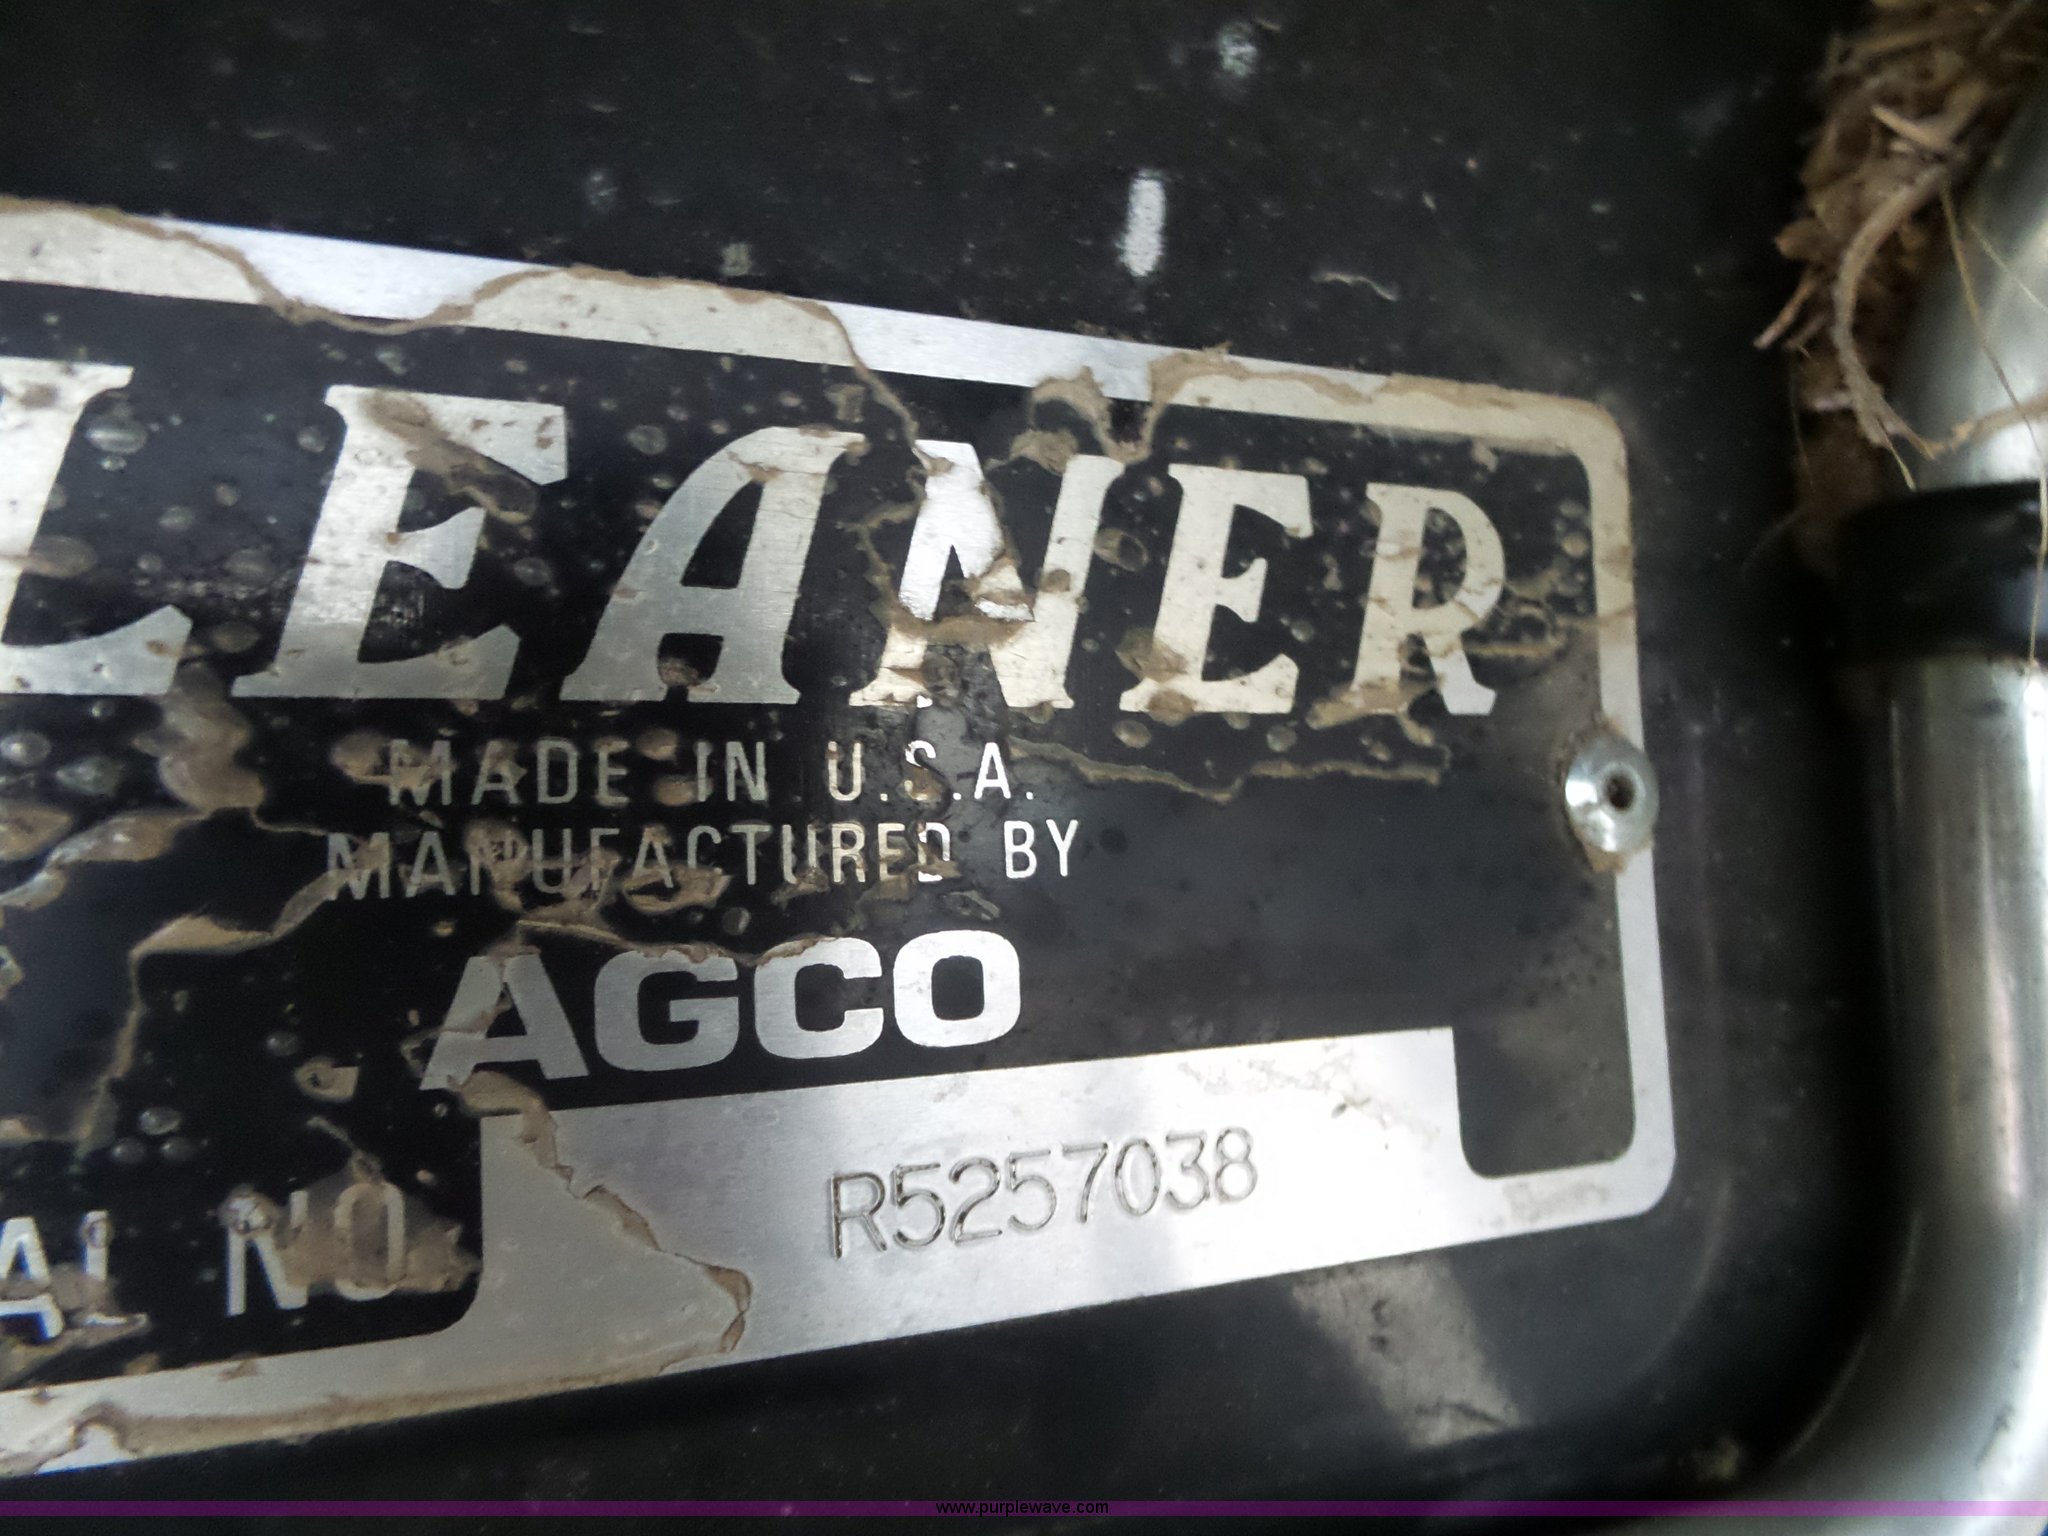 LEANER
MADE IN U.S.A.
MANUFACTURED BY
AGCO
AL NO
R5257038
www.purplewave.com